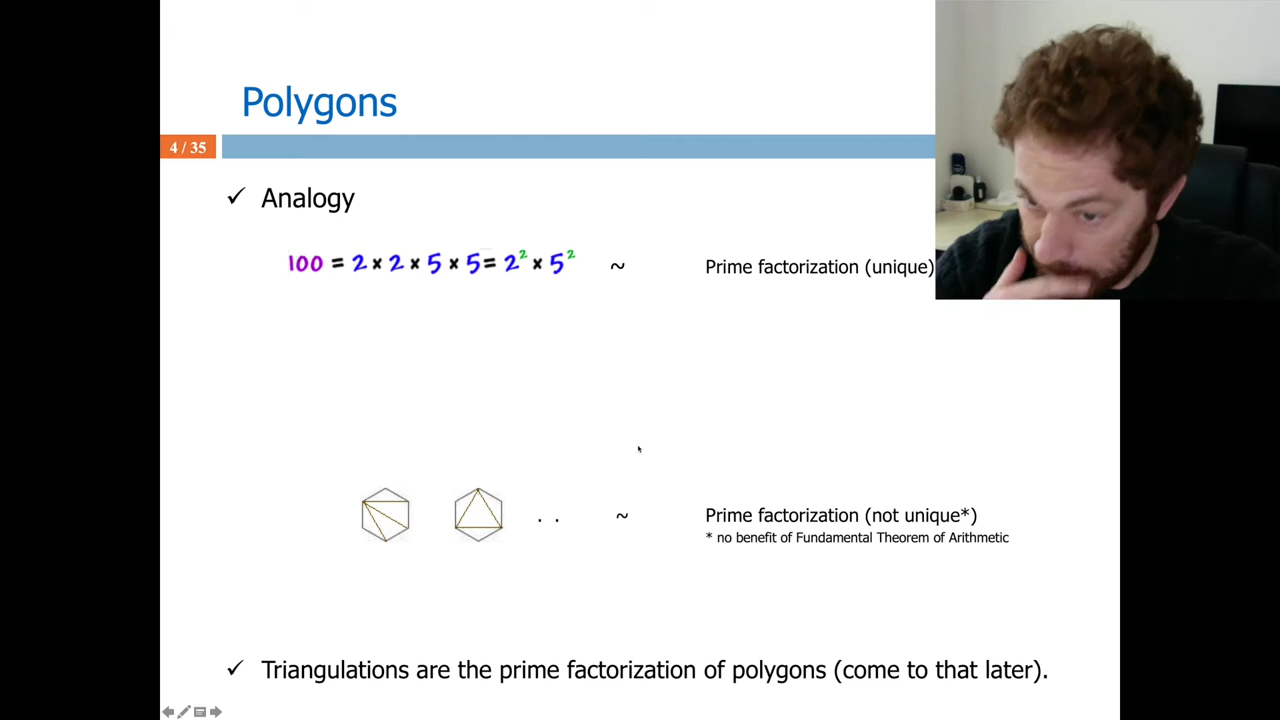 Polygons
4 / 35
✓ Analogy
100 = 2 × 2 × 5 × 5 = 2² × 5² ~ Prime factorization (unique)
. . ~ Prime factorization (not unique*)
* no benefit of Fundamental Theorem of Arithmetic
✓ Triangulations are the prime factorization of polygons (come to that later).